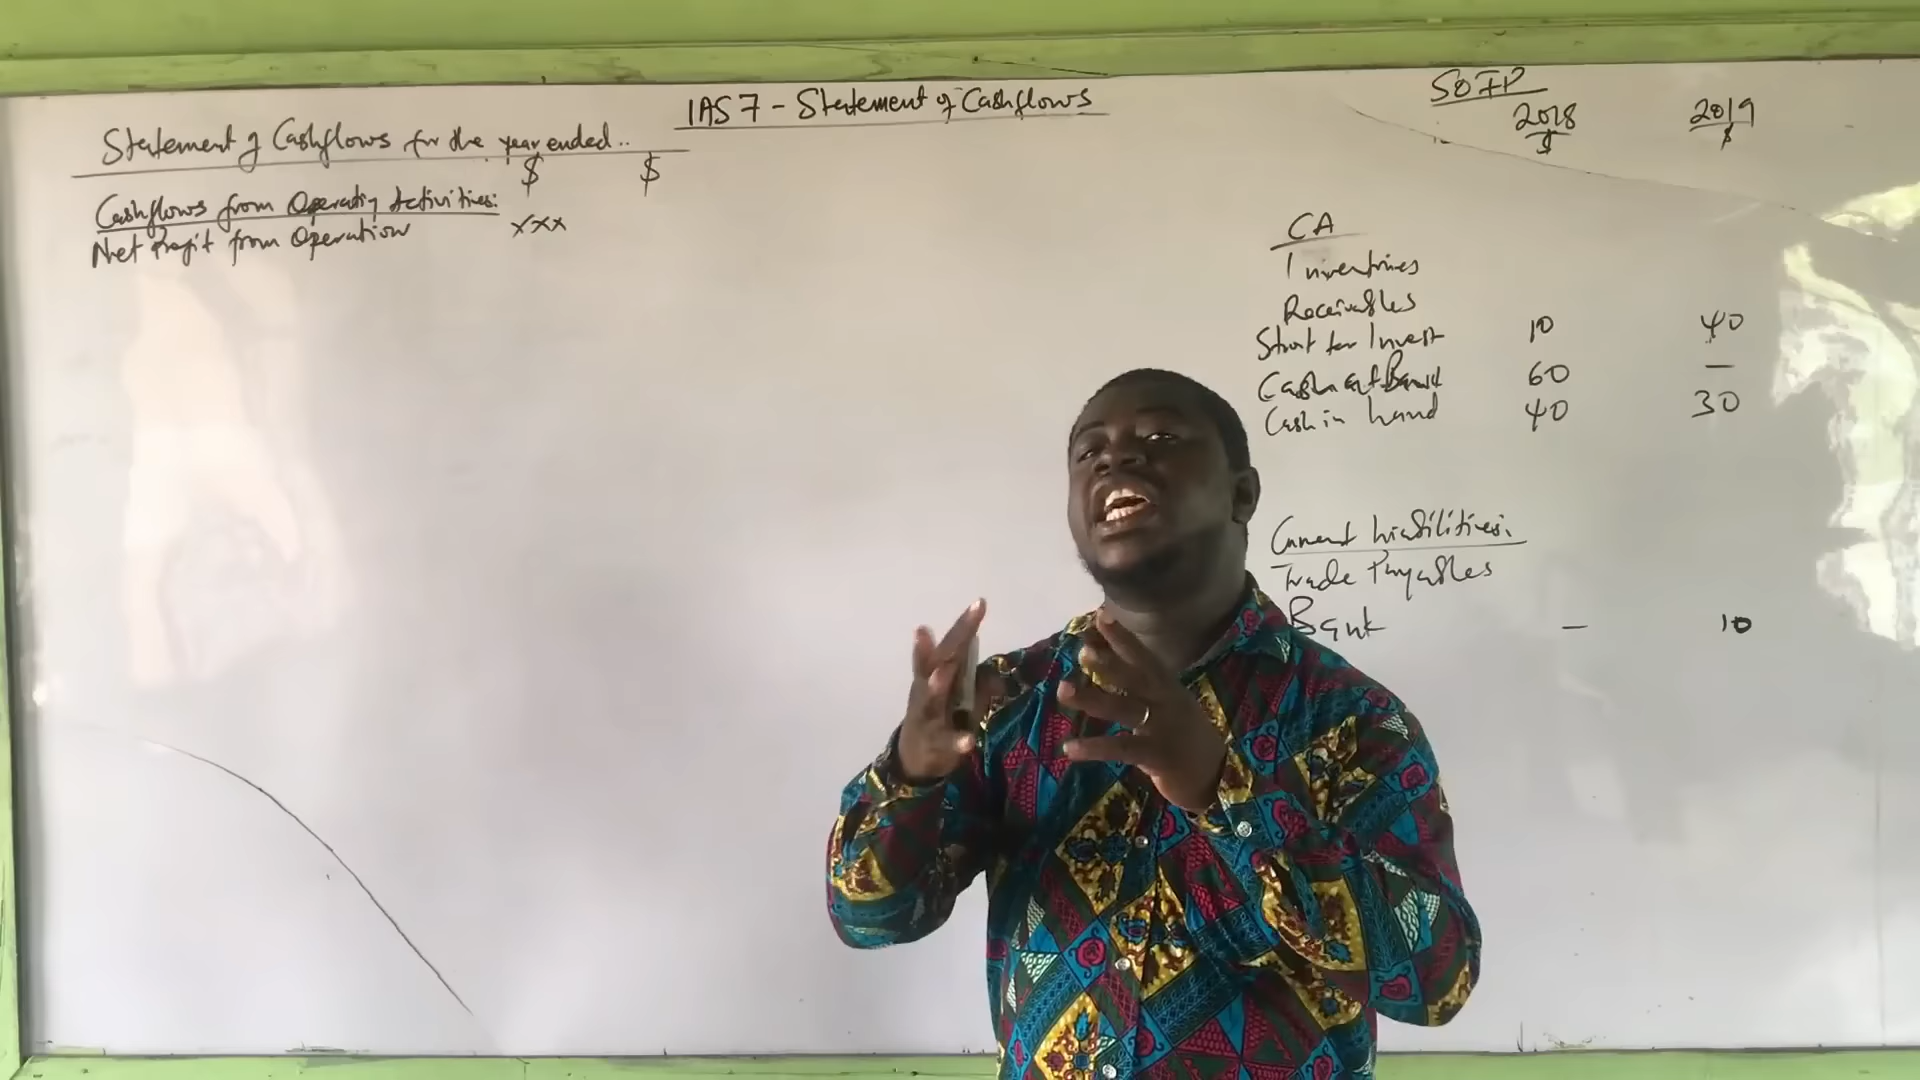 IAS 7 - Statement of Cashflows
Statement of Cashflows for the year ended..
$ $
Cashflows from Operating Activities:
Net Profit from Operation xxx
SOFP
2018 2019
$ $
CA
Inventories
Receivables
Short ter Invest 10 40
Cash at Bank 60 —
Cash in hand 40 30
Current Liabilities:
Trade Payables
Bank — 10